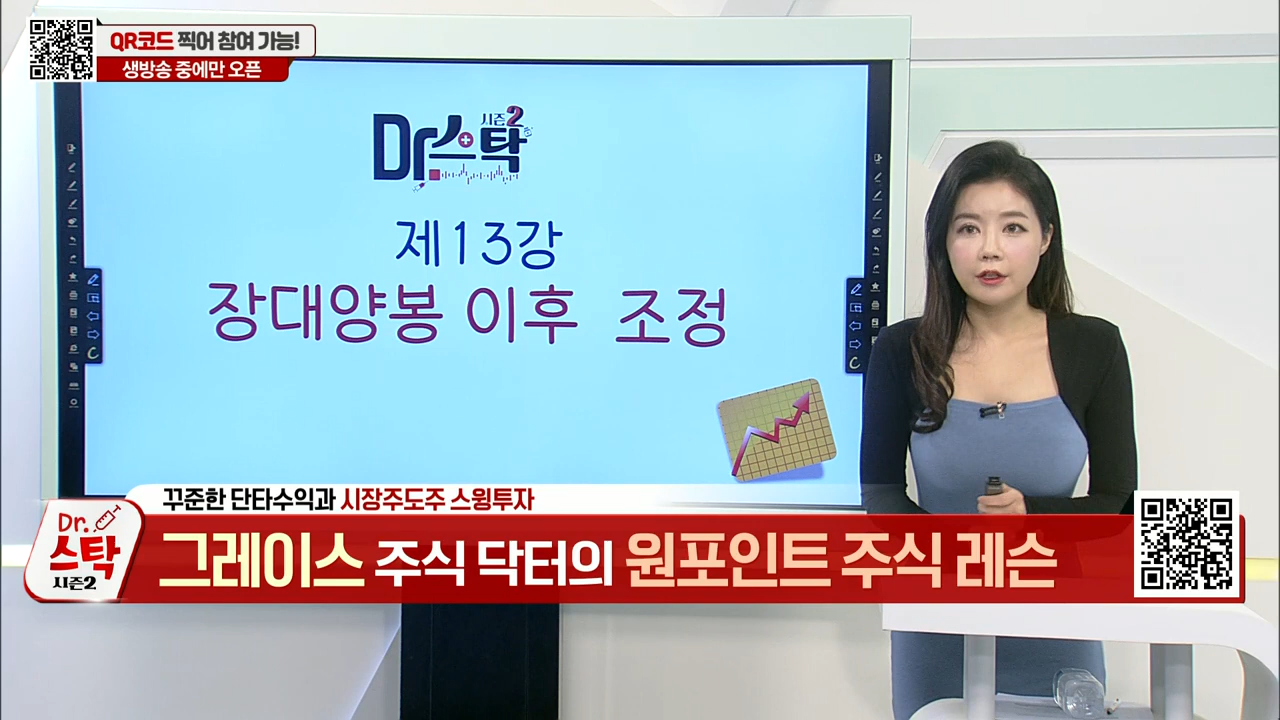 QR코드 찍어 참여 가능!
생방송 중에만 오픈
Dr.스탁 시즌2
제13강
장대양봉 이후 조정
꾸준한 단타수익과 시장주도주 스윙투자
Dr.
스탁
시즌2
그레이스 주식 닥터의 원포인트 주식 레슨